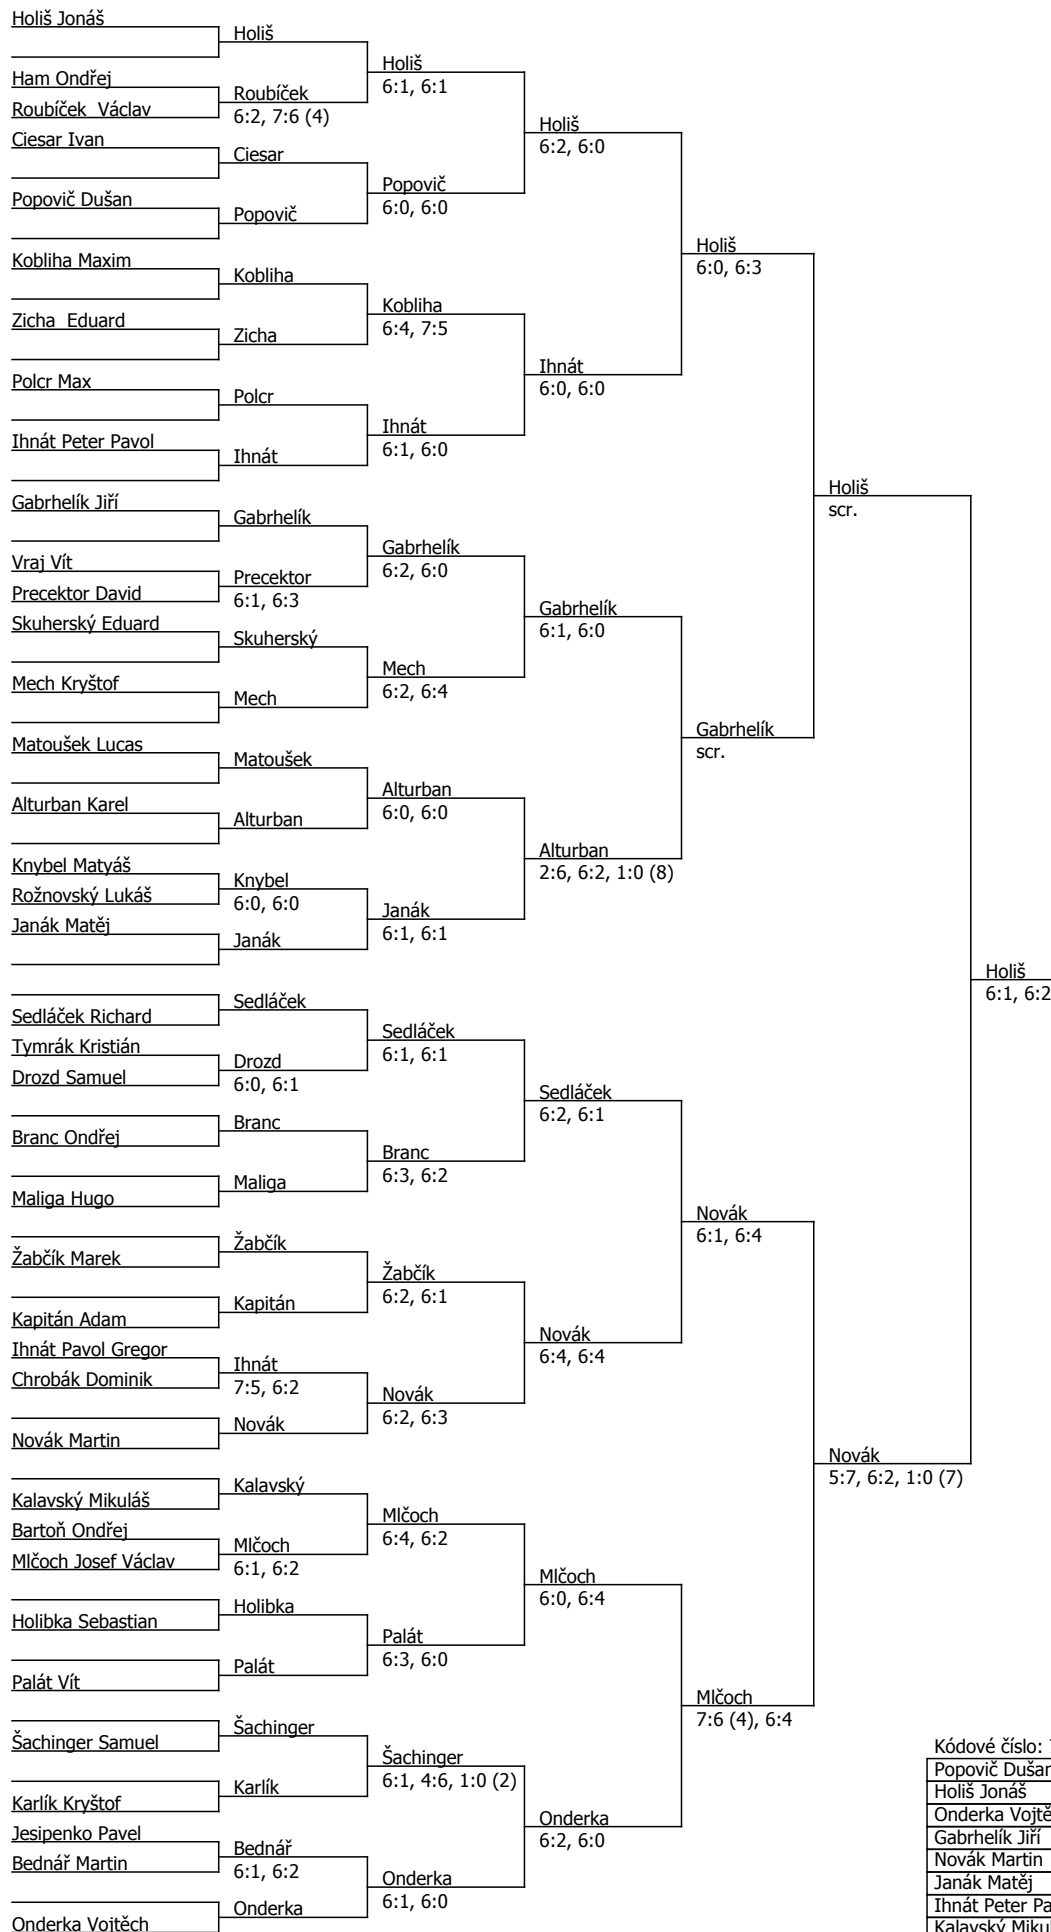 Holiš Jonáš
Ham Ondřej
Roubíček  Václav
Ciesar Ivan
Popovič Dušan
Kobliha Maxim
Zicha  Eduard
Polcr Max
Ihnát Peter Pavol
Gabrhelík Jiří
Vraj Vít
Precektor David
Skuherský Eduard
Mech Kryštof
Matoušek Lucas
Alturban Karel
Knybel Matyáš
Rožnovský Lukáš
Janák Matěj
Sedláček Richard
Tymrák Kristián
Drozd Samuel
Branc Ondřej
Maliga Hugo
Žabčík Marek
Kapitán Adam
Ihnát Pavol Gregor
Chrobák Dominik
Novák Martin
Kalavský Mikuláš
Bartoň Ondřej
Mlčoch Josef Václav
Holibka Sebastian
Palát Vít
Šachinger Samuel
Karlík Kryštof
Jesipenko Pavel
Bednář Martin
Onderka Vojtěch
Holiš
Roubíček
6:2, 7:6 (4)
Ciesar
Popovič
Kobliha
Zicha
Polcr
Ihnát
Gabrhelík
Precektor
6:1, 6:3
Skuherský
Mech
Matoušek
Alturban
Knybel
6:0, 6:0
Janák
Sedláček
Drozd
6:0, 6:1
Branc
Maliga
Žabčík
Kapitán
Ihnát
7:5, 6:2
Novák
Kalavský
Mlčoch
6:1, 6:2
Holibka
Palát
Šachinger
Karlík
Bednář
6:1, 6:2
Onderka
Holiš
6:1, 6:1
Popovič
6:0, 6:0
Kobliha
6:4, 7:5
Ihnát
6:1, 6:0
Gabrhelík
6:2, 6:0
Mech
6:2, 6:4
Alturban
6:0, 6:0
Janák
6:1, 6:1
Sedláček
6:1, 6:1
Branc
6:3, 6:2
Žabčík
6:2, 6:1
Novák
6:2, 6:3
Mlčoch
6:4, 6:2
Palát
6:3, 6:0
Šachinger
6:1, 4:6, 1:0 (2)
Onderka
6:1, 6:0
Holiš
6:2, 6:0
Ihnát
6:0, 6:0
Gabrhelík
6:1, 6:0
Alturban
2:6, 6:2, 1:0 (8)
Sedláček
6:2, 6:1
Novák
6:4, 6:4
Mlčoch
6:0, 6:4
Onderka
6:2, 6:0
Holiš
6:0, 6:3
Gabrhelík
scr.
Novák
6:1, 6:4
Mlčoch
7:6 (4), 6:4
Holiš
scr.
Novák
5:7, 6:2, 1:0 (7)
Holiš
6:1, 6:2
Kódové číslo:
Popovič Dušan
Holiš Jonáš
Onderka Vojtě
Gabrhelík Jiří
Novák Martin
Janák Matěj
Ihnát Peter Pa
Kalavský Miku